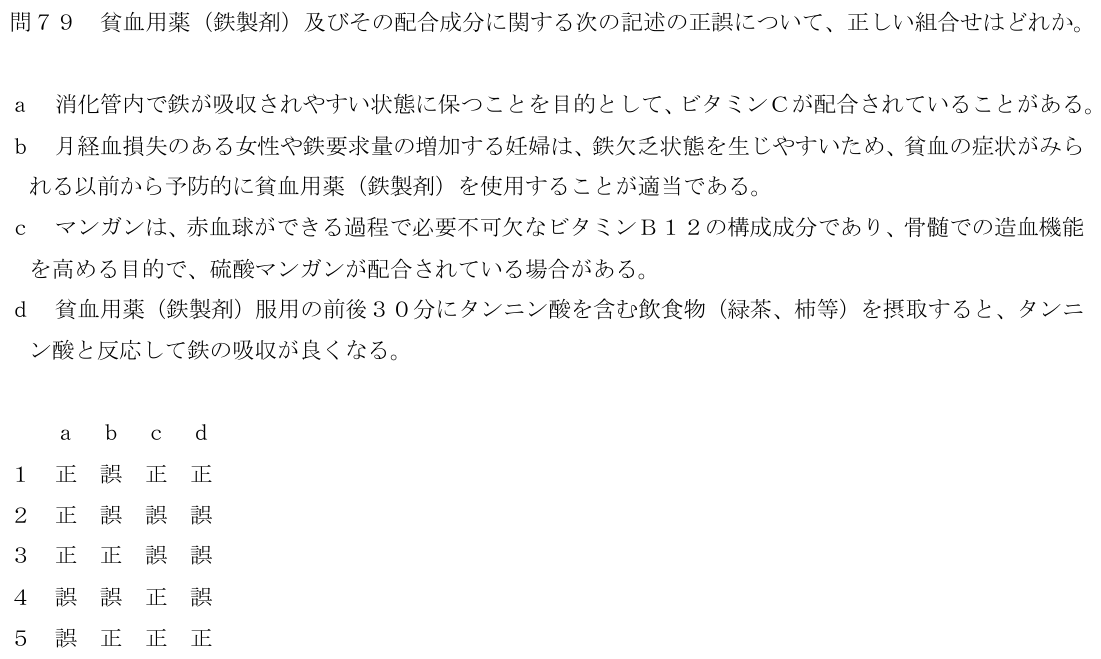 問７９　貧血用薬（鉄製剤）及びその配合成分に関する次の記述の正誤について、正しい組合せはどれか。
a　消化管内で鉄が吸収されやすい状態に保つことを目的として、ビタミンＣが配合されていることがある。
b　月経血損失のある女性や鉄要求量の増加する妊婦は、鉄欠乏状態を生じやすいため、貧血の症状がみら
れる以前から予防的に貧血用薬（鉄製剤）を使用することが適当である。
c　マンガンは、赤血球ができる過程で必要不可欠なビタミンＢ１２の構成成分であり、骨髄での造血機能
を高める目的で、硫酸マンガンが配合されている場合がある。
d　貧血用薬（鉄製剤）服用の前後３０分にタンニン酸を含む飲食物（緑茶、柿等）を摂取すると、タンニ
ン酸と反応して鉄の吸収が良くなる。
a　b　c　d
１　正　誤　正　正
２　正　誤　誤　誤
３　正　正　誤　誤
４　誤　誤　正　誤
５　誤　正　正　正